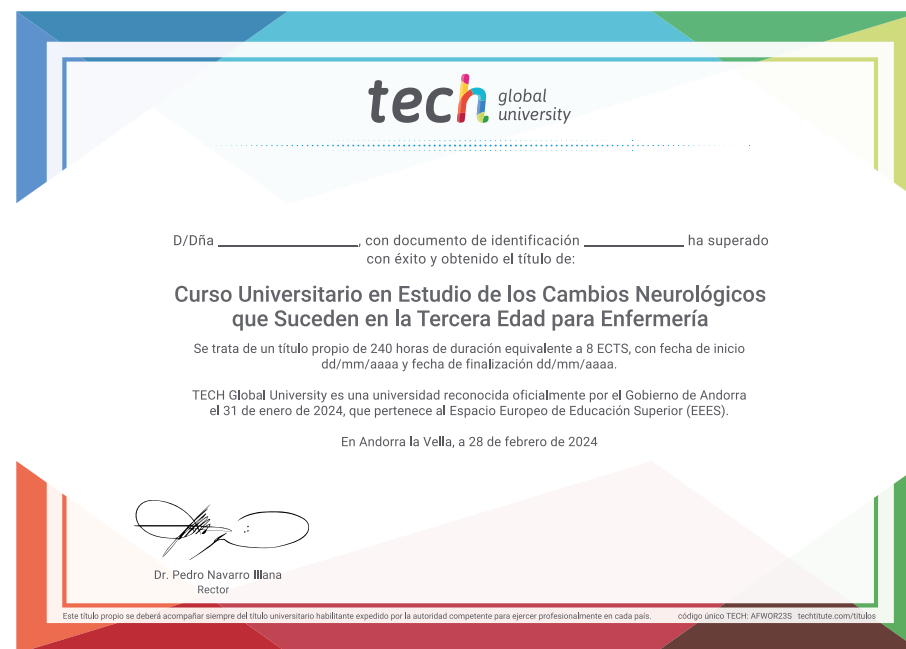 tech global
university
D/Dña ____________________, con documento de identificación ______________ ha superado
con éxito y obtenido el título de:
Curso Universitario en Estudio de los Cambios Neurológicos
que Suceden en la Tercera Edad para Enfermería
Se trata de un título propio de 240 horas de duración equivalente a 8 ECTS, con fecha de inicio
dd/mm/aaaa y fecha de finalización dd/mm/aaaa.
TECH Global University es una universidad reconocida oficialmente por el Gobierno de Andorra
el 31 de enero de 2024, que pertenece al Espacio Europeo de Educación Superior (EEES).
En Andorra la Vella, a 28 de febrero de 2024
Dr. Pedro Navarro Illana
Rector
Este título propio se deberá acompañar siempre del título universitario habilitante expedido por la autoridad competente para ejercer profesionalmente en cada país. código único TECH: AFWOR23S techtitute.com/titulos